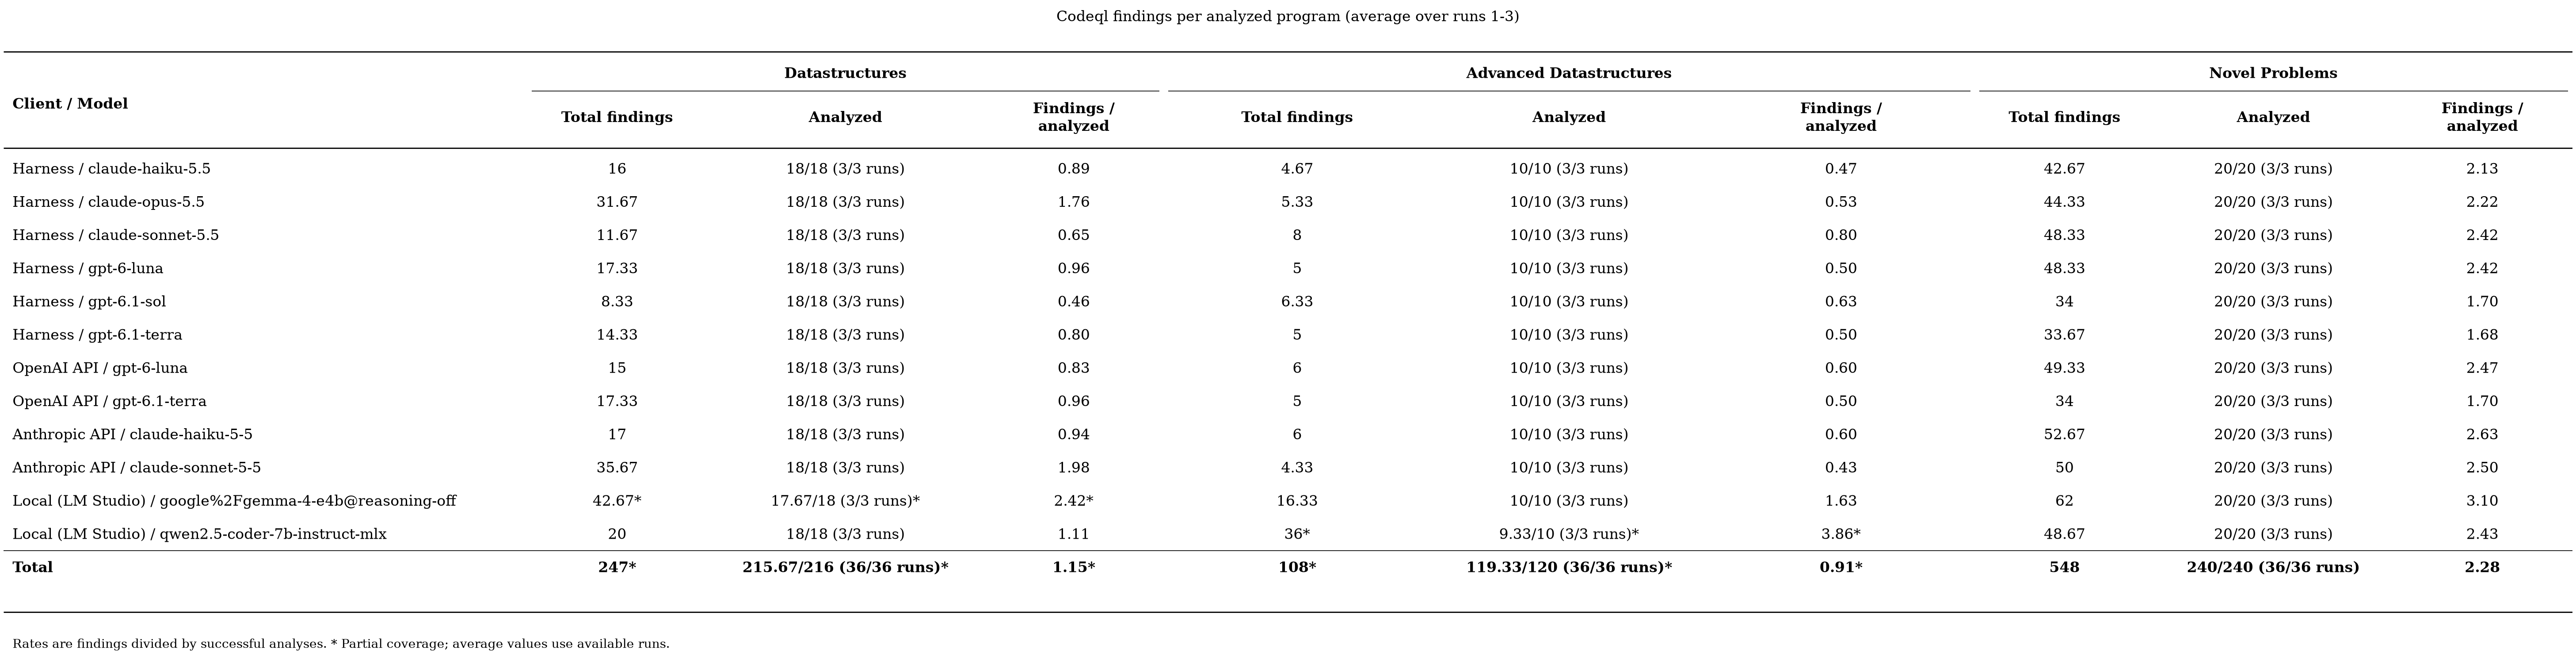 Codeql findings per analyzed program (average over runs 1-3)
Datastructures Advanced Datastructures Novel Problems
Client / Model Total findings Analyzed Findings / analyzed Total findings Analyzed Findings / analyzed Total findings Analyzed Findings / analyzed
Harness / claude-haiku-5.5 16 18/18 (3/3 runs) 0.89 4.67 10/10 (3/3 runs) 0.47 42.67 20/20 (3/3 runs) 2.13
Harness / claude-opus-5.5 31.67 18/18 (3/3 runs) 1.76 5.33 10/10 (3/3 runs) 0.53 44.33 20/20 (3/3 runs) 2.22
Harness / claude-sonnet-5.5 11.67 18/18 (3/3 runs) 0.65 8 10/10 (3/3 runs) 0.80 48.33 20/20 (3/3 runs) 2.42
Harness / gpt-6-luna 17.33 18/18 (3/3 runs) 0.96 5 10/10 (3/3 runs) 0.50 48.33 20/20 (3/3 runs) 2.42
Harness / gpt-6.1-sol 8.33 18/18 (3/3 runs) 0.46 6.33 10/10 (3/3 runs) 0.63 34 20/20 (3/3 runs) 1.70
Harness / gpt-6.1-terra 14.33 18/18 (3/3 runs) 0.80 5 10/10 (3/3 runs) 0.50 33.67 20/20 (3/3 runs) 1.68
OpenAI API / gpt-6-luna 15 18/18 (3/3 runs) 0.83 6 10/10 (3/3 runs) 0.60 49.33 20/20 (3/3 runs) 2.47
OpenAI API / gpt-6.1-terra 17.33 18/18 (3/3 runs) 0.96 5 10/10 (3/3 runs) 0.50 34 20/20 (3/3 runs) 1.70
Anthropic API / claude-haiku-5-5 17 18/18 (3/3 runs) 0.94 6 10/10 (3/3 runs) 0.60 52.67 20/20 (3/3 runs) 2.63
Anthropic API / claude-sonnet-5-5 35.67 18/18 (3/3 runs) 1.98 4.33 10/10 (3/3 runs) 0.43 50 20/20 (3/3 runs) 2.50
Local (LM Studio) / google%2Fgemma-4-e4b@reasoning-off 42.67* 17.67/18 (3/3 runs)* 2.42* 16.33 10/10 (3/3 runs) 1.63 62 20/20 (3/3 runs) 3.10
Local (LM Studio) / qwen2.5-coder-7b-instruct-mlx 20 18/18 (3/3 runs) 1.11 36* 9.33/10 (3/3 runs)* 3.86* 48.67 20/20 (3/3 runs) 2.43
Total 247* 215.67/216 (36/36 runs)* 1.15* 108* 119.33/120 (36/36 runs)* 0.91* 548 240/240 (36/36 runs) 2.28
Rates are findings divided by successful analyses. * Partial coverage; average values use available runs.